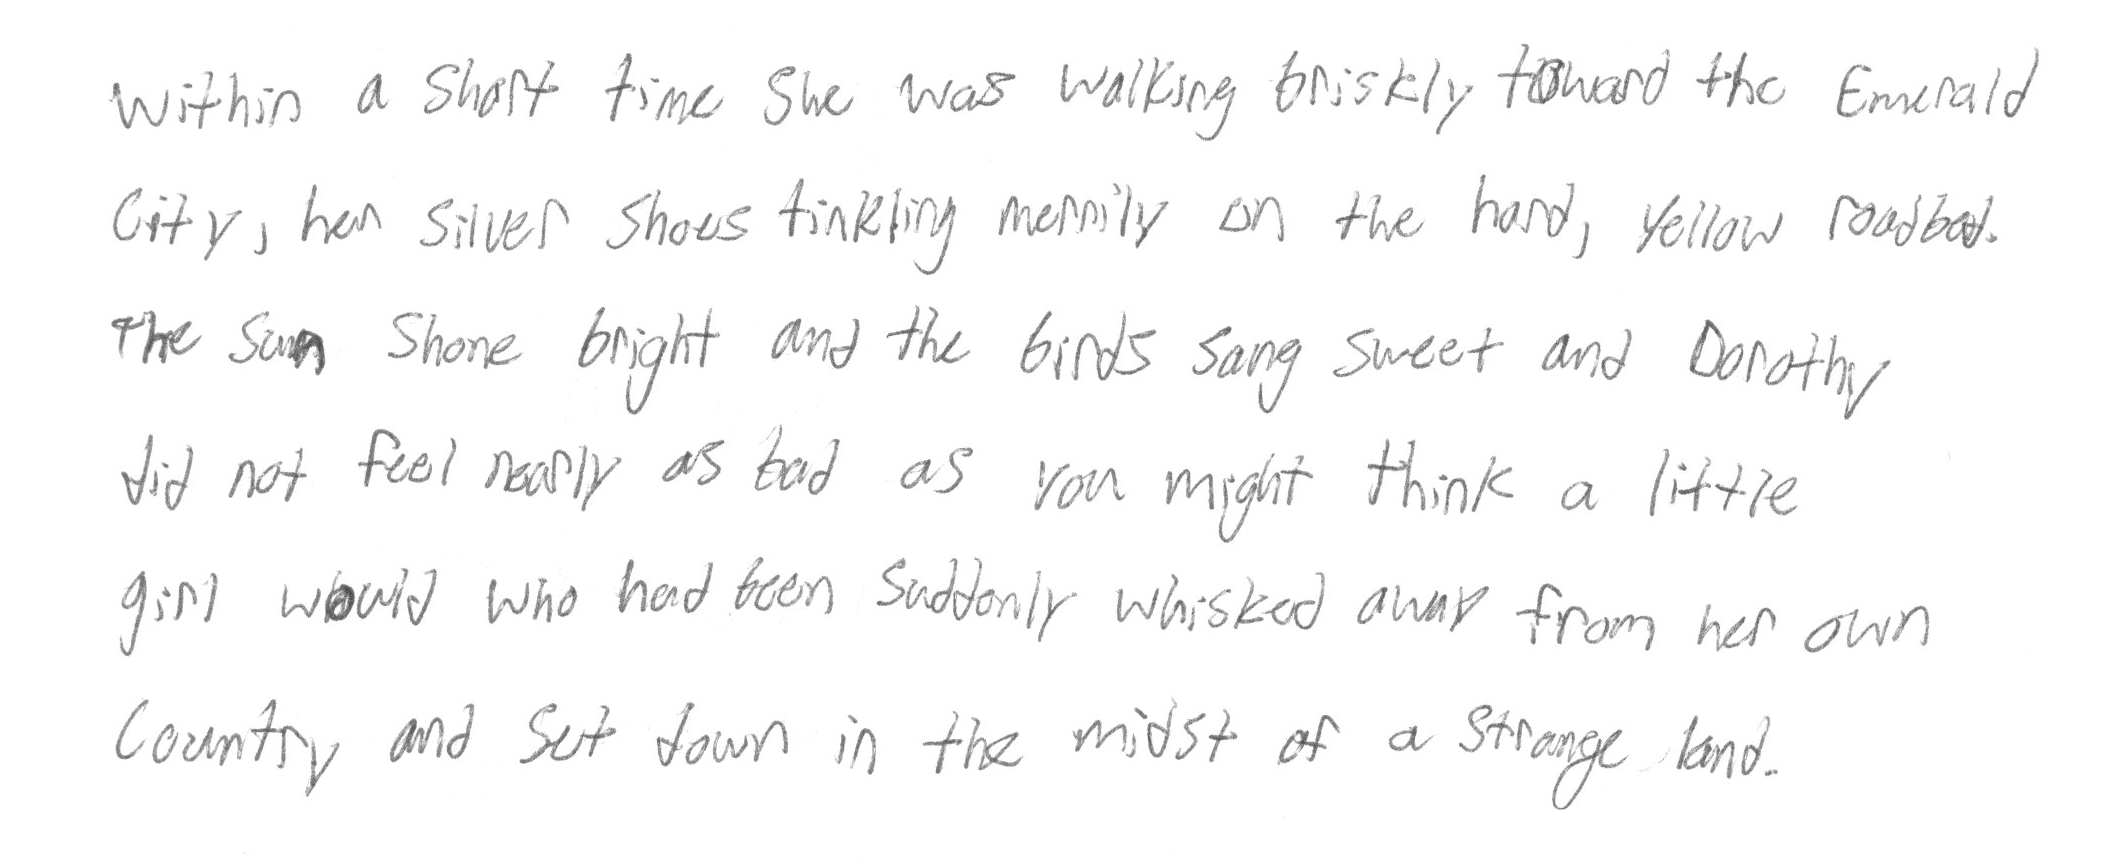 Within a short time she was walking briskly toward the Emerald
City, her silver shoes tinkling merrily on the hard, yellow roadbed.
The sun shone bright and the birds sang sweet and Dorothy
did not feel nearly as bad as you might think a little
girl would who had been suddenly whisked away from her own
country and set down in the midst of a strange land.